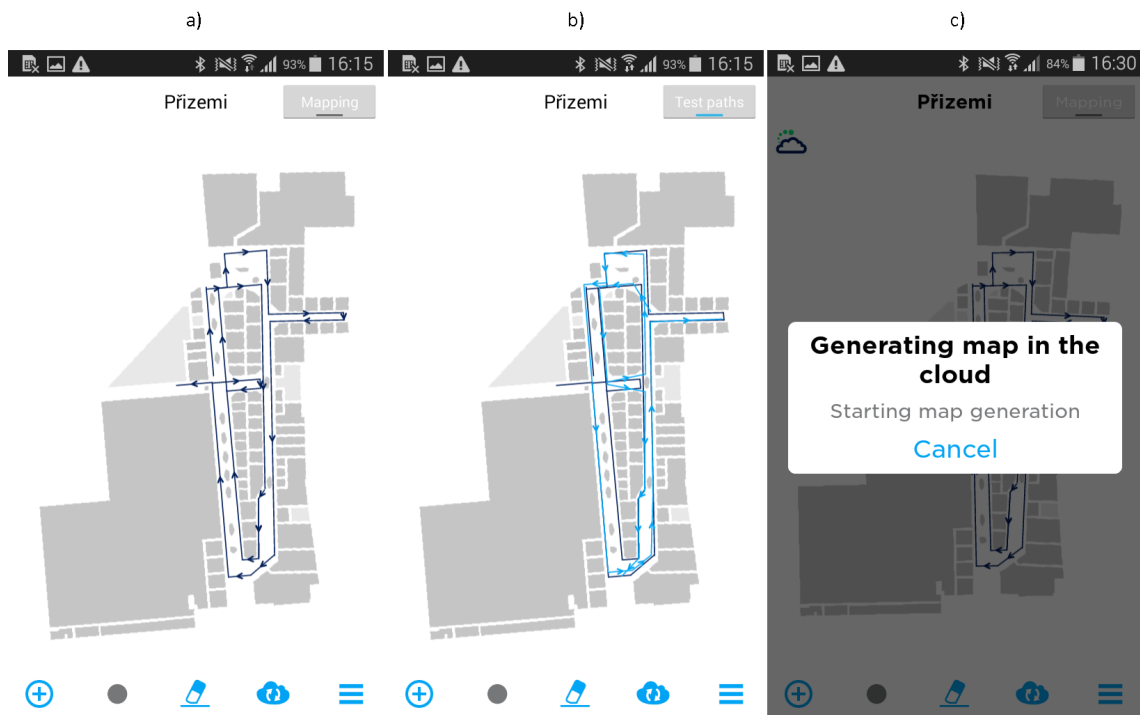 a)
b)
c)
93% 16:15
93% 16:15
84% 16:30
Přizemi
Mapping
Přizemi
Test paths
Přizemi
Mapping
Generating map in the
cloud
Starting map generation
Cancel